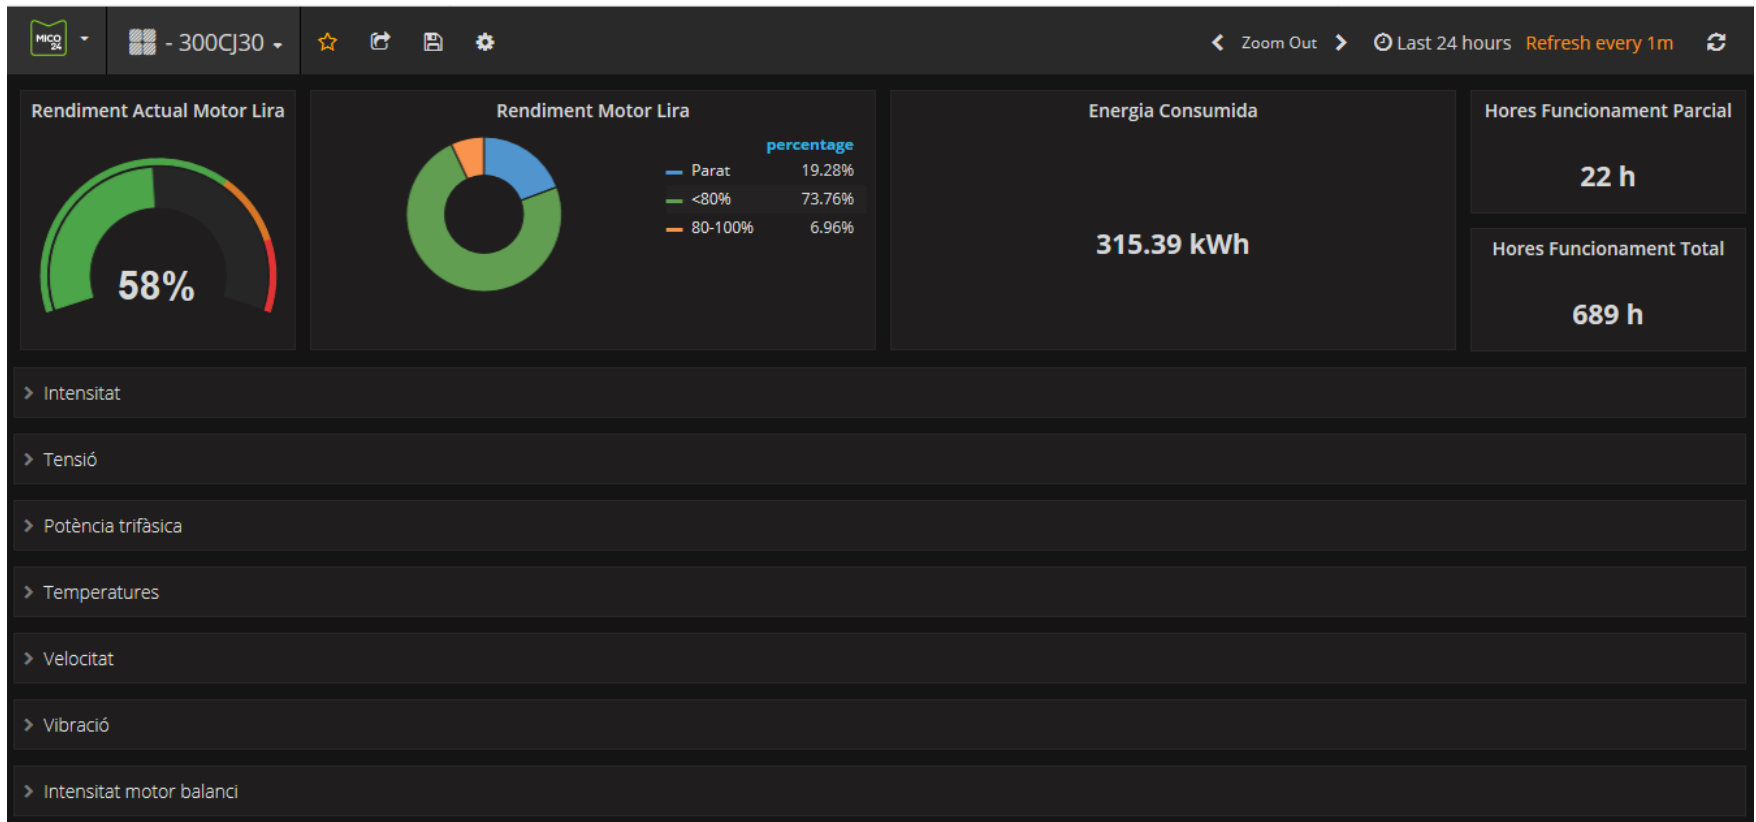 MICO
24
- 300CJ30
Zoom Out
Last 24 hours
Refresh every 1m
Rendiment Actual Motor Lira
58%
Rendiment Motor Lira
percentage
Parat 19.28%
<80% 73.76%
80-100% 6.96%
Energia Consumida
315.39 kWh
Hores Funcionament Parcial
22 h
Hores Funcionament Total
689 h
Intensitat
Tensió
Potència trifàsica
Temperatures
Velocitat
Vibració
Intensitat motor balanci